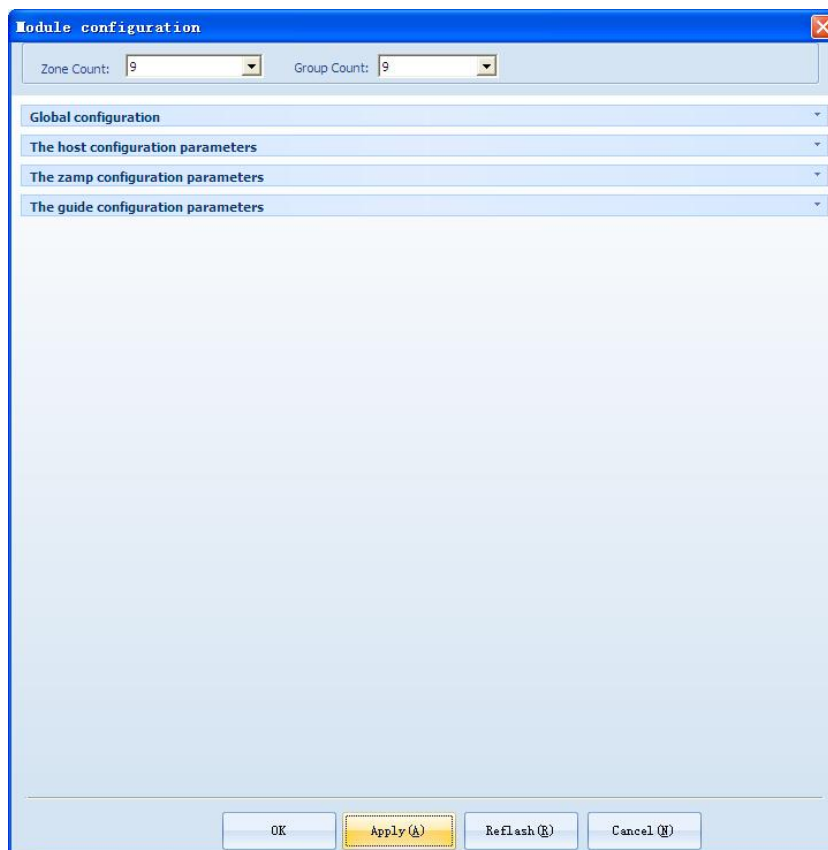 Module configuration
Zone Count: 9 Group Count: 9
Global configuration
The host configuration parameters
The zamp configuration parameters
The guide configuration parameters
OK Apply(A) Reflash(R) Cancel(N)